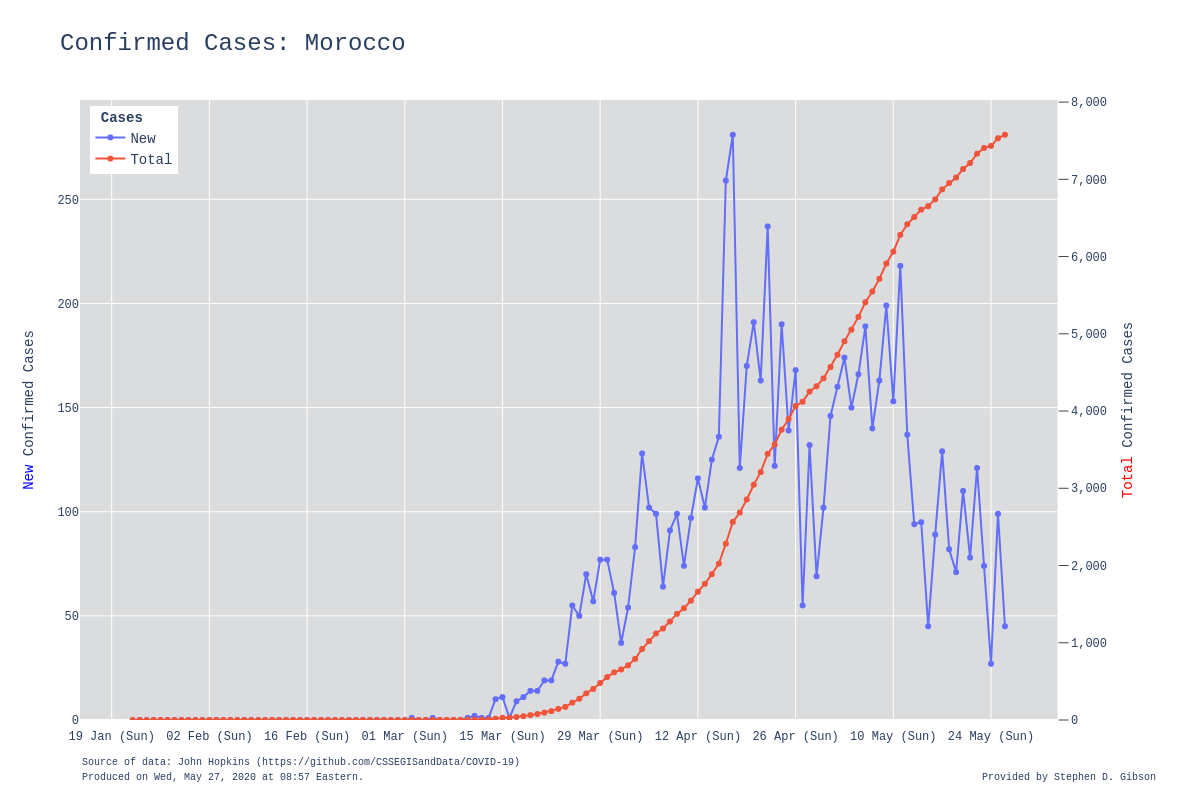 Confirmed Cases: Morocco
Cases
New
Total
8,000
7,000
6,000
5,000
4,000
3,000
2,000
1,000
0
250
200
150
100
50
0
New Confirmed Cases
Total Confirmed Cases
19 Jan (Sun) 02 Feb (Sun) 16 Feb (Sun) 01 Mar (Sun) 15 Mar (Sun) 29 Mar (Sun) 12 Apr (Sun) 26 Apr (Sun) 10 May (Sun) 24 May (Sun)
Source of data: John Hopkins (https://github.com/CSSEGISandData/COVID-19)
Produced on Wed, May 27, 2020 at 08:57 Eastern.
Provided by Stephen D. Gibson